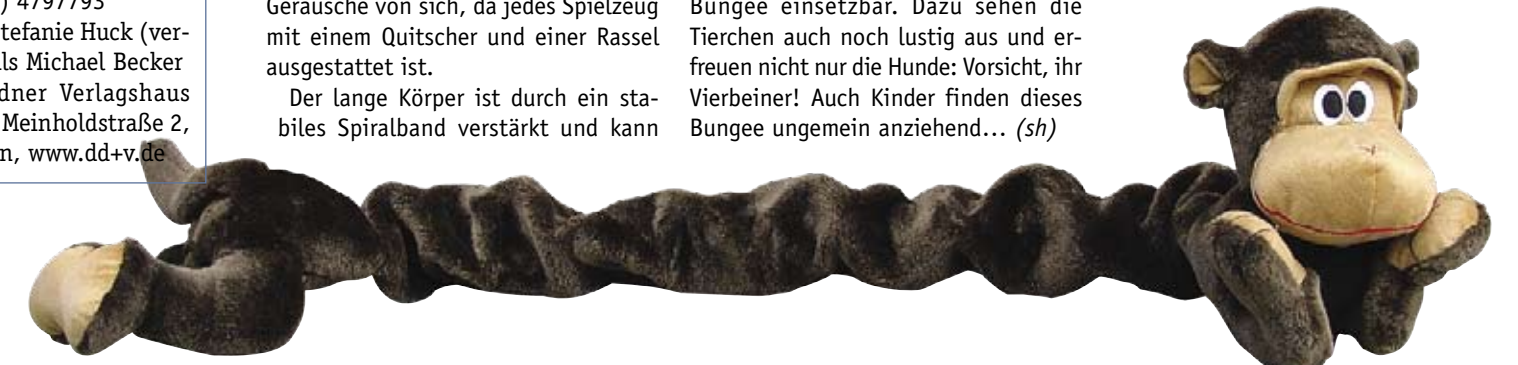 ) 4797793
tefanie Huck (ver-
ls Michael Becker
dner Verlagshaus
Meinholdstraße 2,
n, www.dd+v.de
Geräusche von sich, da jedes Spielzeug
mit einem Quitscher und einer Rassel
ausgestattet ist.
Der lange Körper ist durch ein sta-
biles Spiralband verstärkt und kann
Bungee einsetzbar. Dazu sehen die
Tierchen auch noch lustig aus und er-
freuen nicht nur die Hunde: Vorsicht, ihr
Vierbeiner! Auch Kinder finden dieses
Bungee ungemein anziehend... (sh)